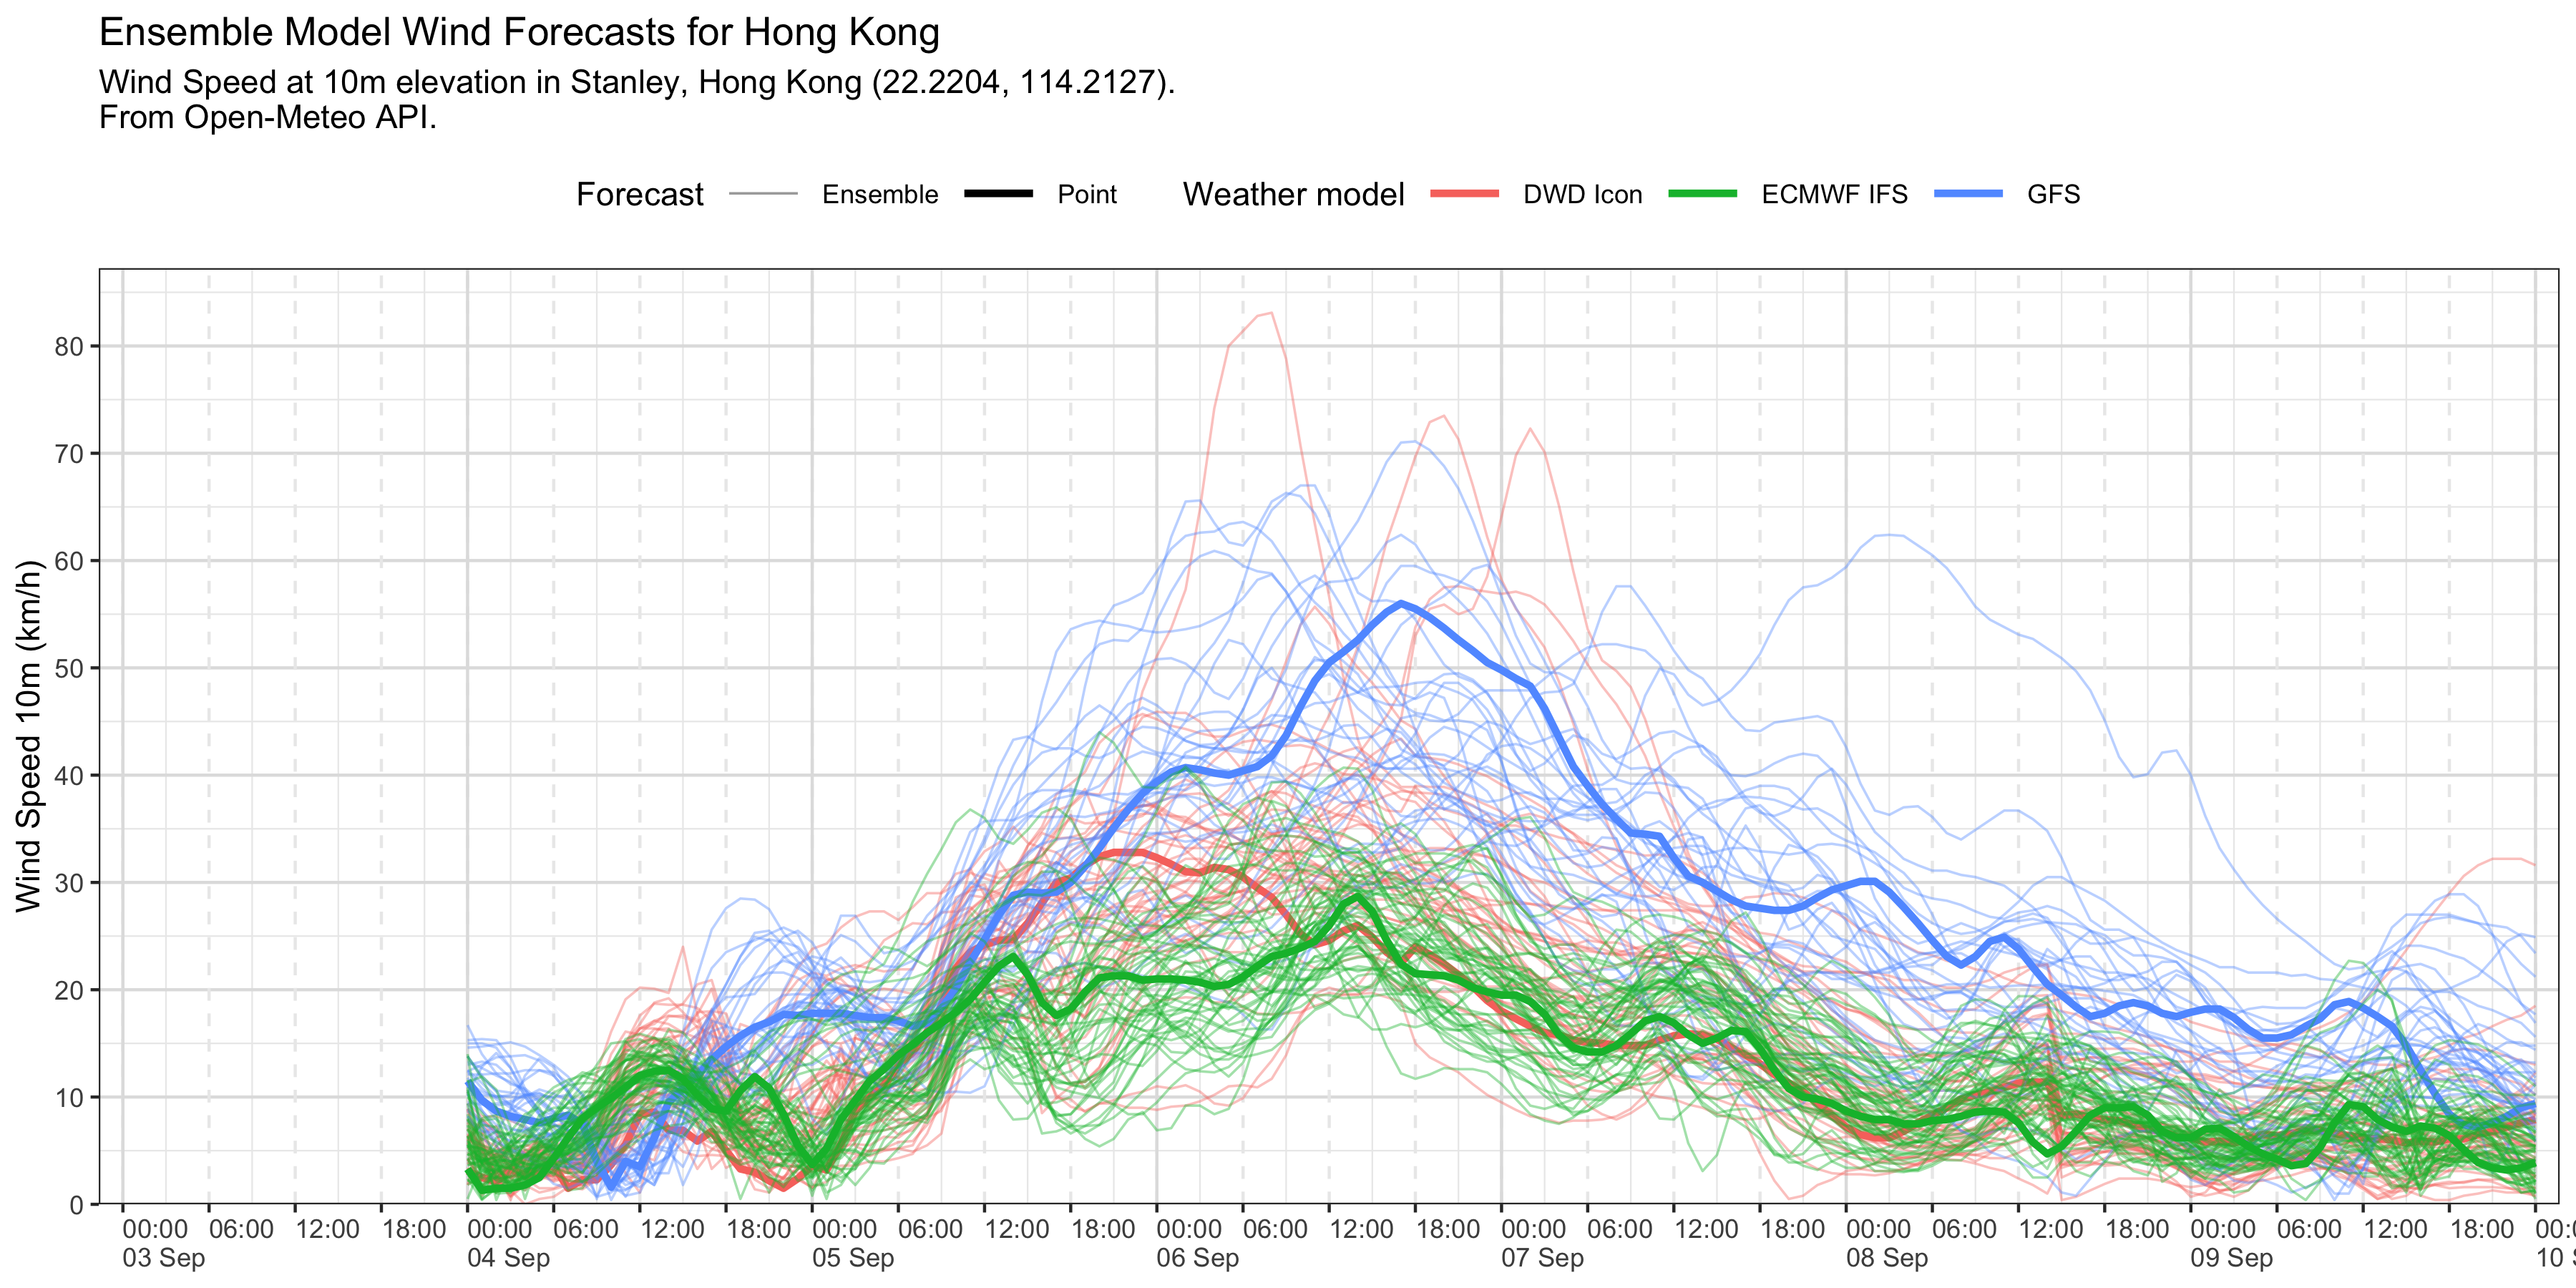 Ensemble Model Wind Forecasts for Hong Kong
Wind Speed at 10m elevation in Stanley, Hong Kong (22.2204, 114.2127).
From Open-Meteo API.
Forecast Ensemble Point Weather model DWD Icon ECMWF IFS GFS
Wind Speed 10m (km/h)
80
70
60
50
40
30
20
10
0
00:00 06:00 12:00 18:00 00:00 06:00 12:00 18:00 00:00 06:00 12:00 18:00 00:00 06:00 12:00 18:00 00:00 06:00 12:00 18:00 00:00 06:00 12:00 18:00 00:00 06:00 12:00 18:00 00:
03 Sep 04 Sep 05 Sep 06 Sep 07 Sep 08 Sep 09 Sep 10